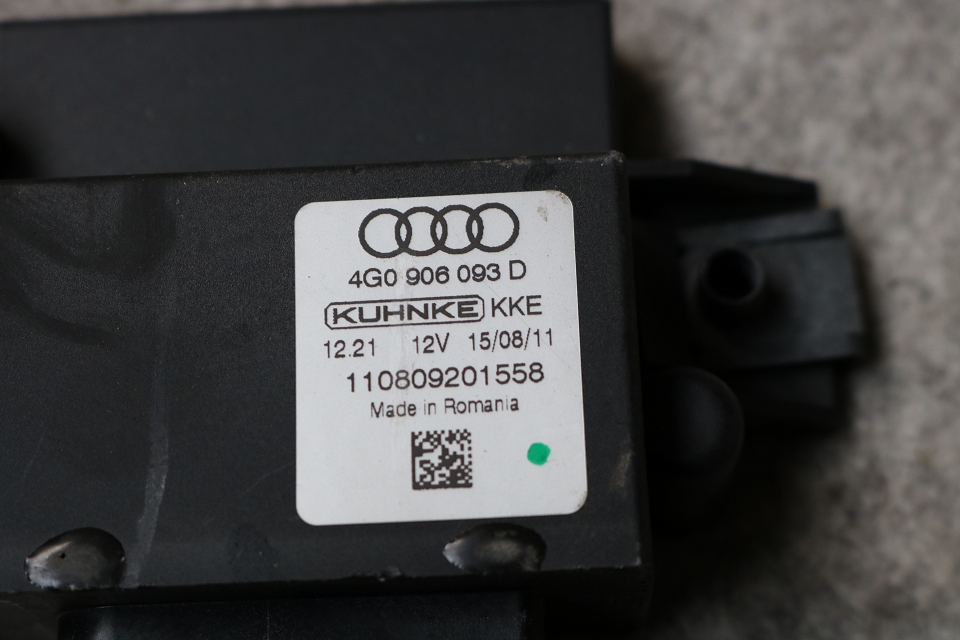 4G0 906 093 D
KUHNKE KKE
12.21 12V 15/08/11
110809201558
Made in Romania